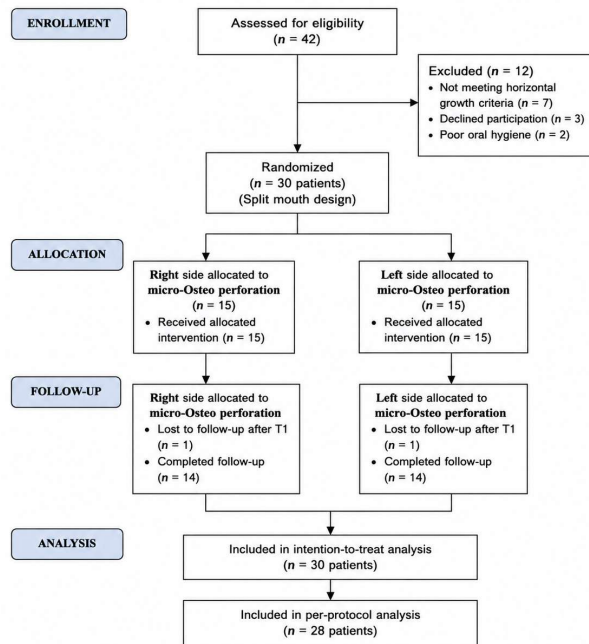 ENROLLMENT
Assessed for eligibility
(n = 42)
Excluded (n = 12)
• Not meeting horizontal
growth criteria (n = 7)
• Declined participation (n = 3)
• Poor oral hygiene (n = 2)
Randomized
(n = 30 patients)
(Split mouth design)
ALLOCATION
Right side allocated to
micro-Osteo perforation
(n = 15)
• Received allocated
intervention (n = 15)
Left side allocated to
micro-Osteo perforation
(n = 15)
• Received allocated
intervention (n = 15)
FOLLOW-UP
Right side allocated to
micro-Osteo perforation
• Lost to follow-up after T1
(n = 1)
• Completed follow-up
(n = 14)
Left side allocated to
micro-Osteo perforation
• Lost to follow-up after T1
(n = 1)
• Completed follow-up
(n = 14)
ANALYSIS
Included in intention-to-treat analysis
(n = 30 patients)
Included in per-protocol analysis
(n = 28 patients)